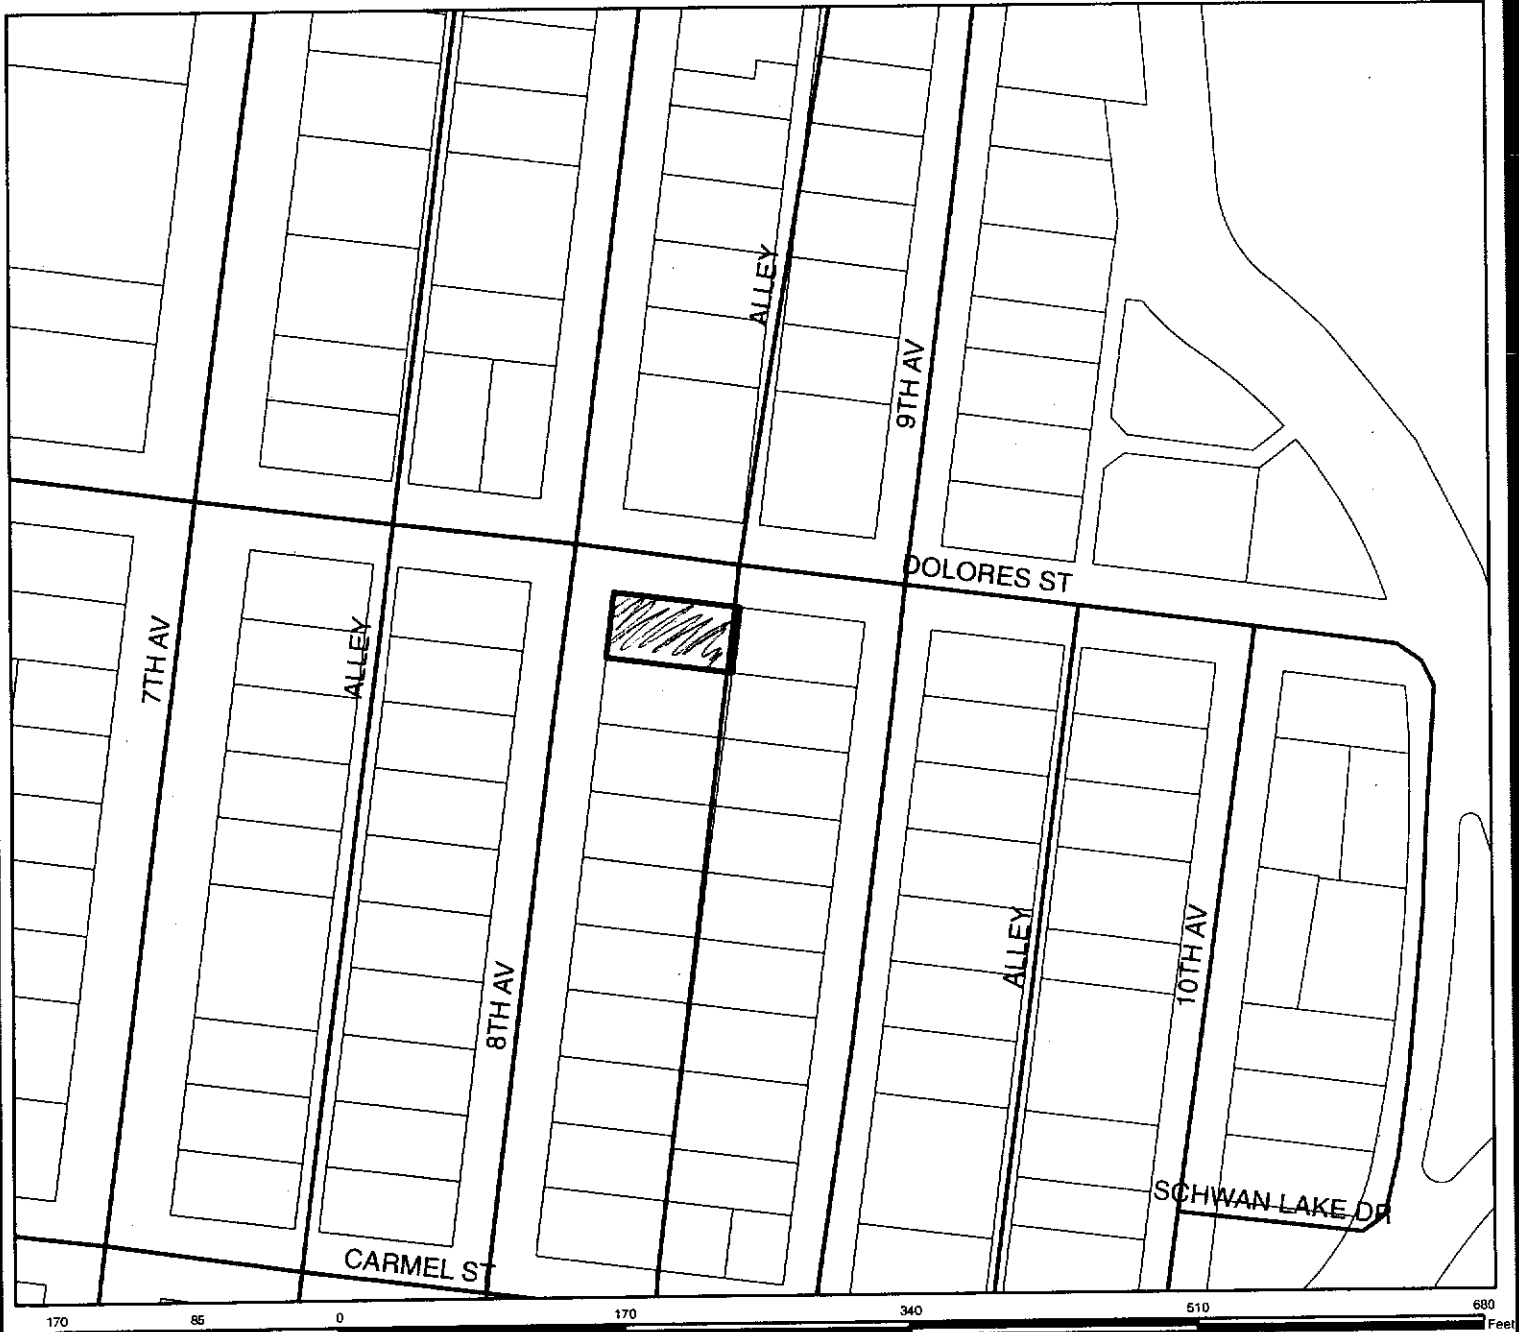 ALLEY
9TH AV
DOLORES ST
7TH AV
ALLEY
ALLEY
10TH AV
8TH AV
SCHWAN LAKE DR
CARMEL ST
170 85 0 170 340 510 680
Feet